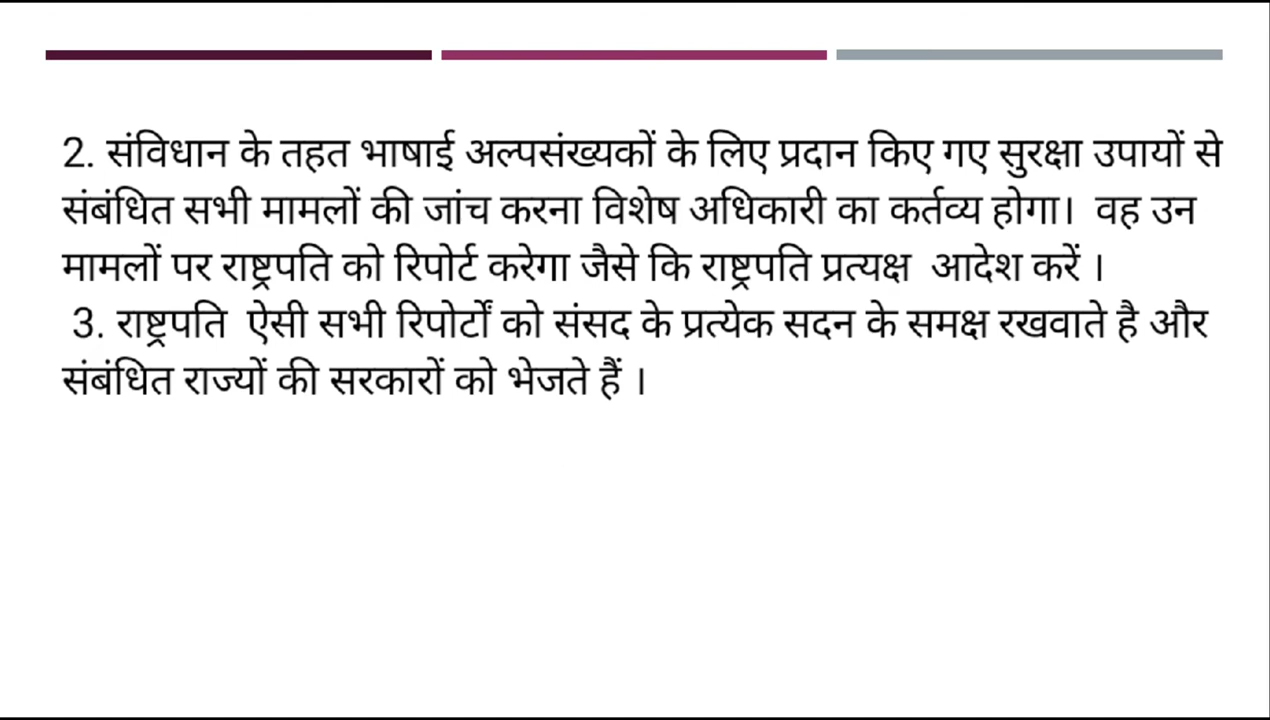 2. संविधान के तहत भाषाई अल्पसंख्यकों के लिए प्रदान किए गए सुरक्षा उपायों से
संबंधित सभी मामलों की जांच करना विशेष अधिकारी का कर्तव्य होगा। वह उन
मामलों पर राष्ट्रपति को रिपोर्ट करेगा जैसे कि राष्ट्रपति प्रत्यक्ष आदेश करें ।
3. राष्ट्रपति ऐसी सभी रिपोर्टों को संसद के प्रत्येक सदन के समक्ष रखवाते है और
संबंधित राज्यों की सरकारों को भेजते हैं ।